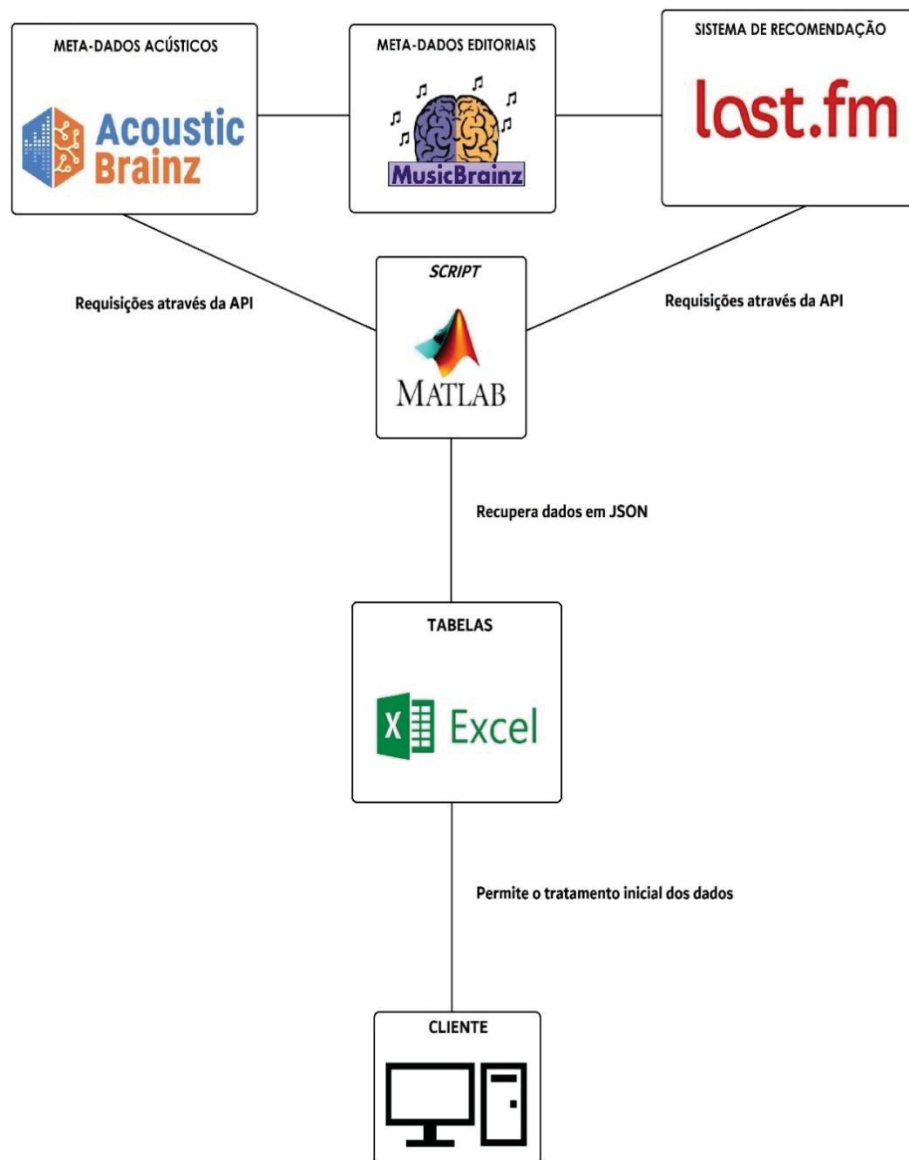 META-DADOS ACÚSTICOS
Acoustic
Brainz
META-DADOS EDITORIAIS
MusicBrainz
SISTEMA DE RECOMENDAÇÃO
last.fm
Requisições através da API
SCRIPT
MATLAB
Requisições através da API
Recupera dados em JSON
TABELAS
X Excel
Permite o tratamento inicial dos dados
CLIENTE